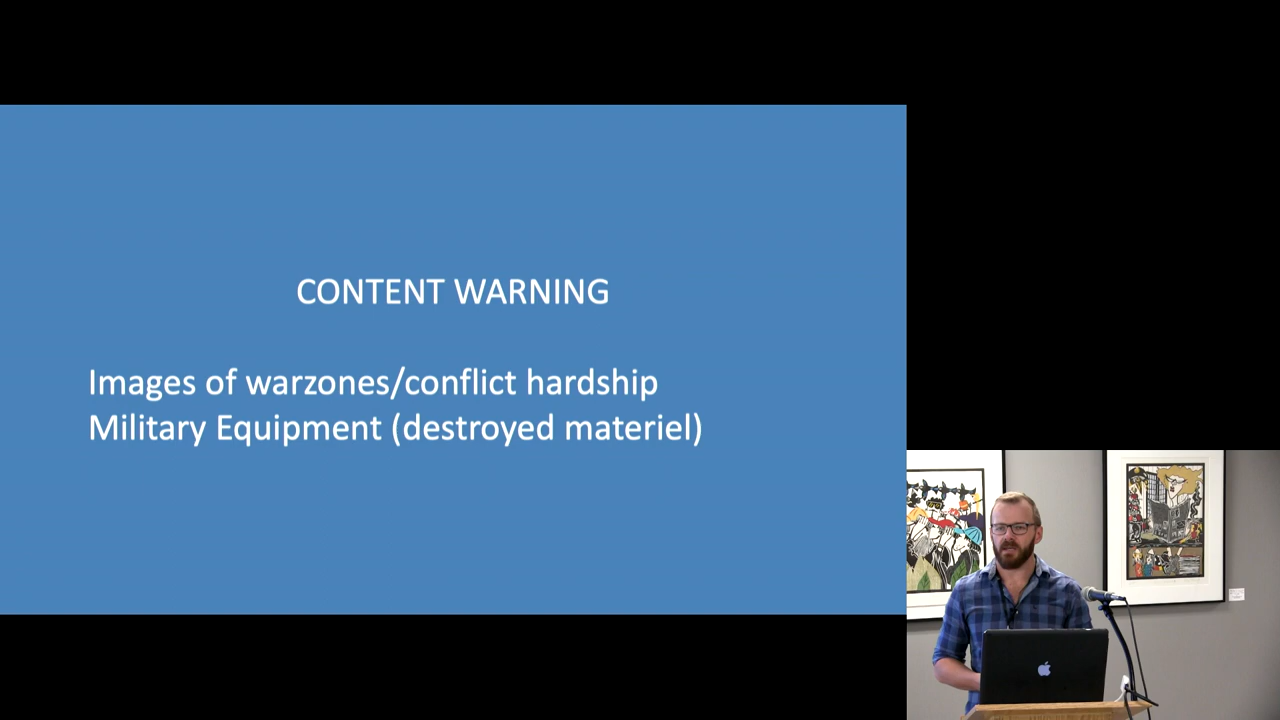 CONTENT WARNING
Images of warzones/conflict hardship
Military Equipment (destroyed materiel)